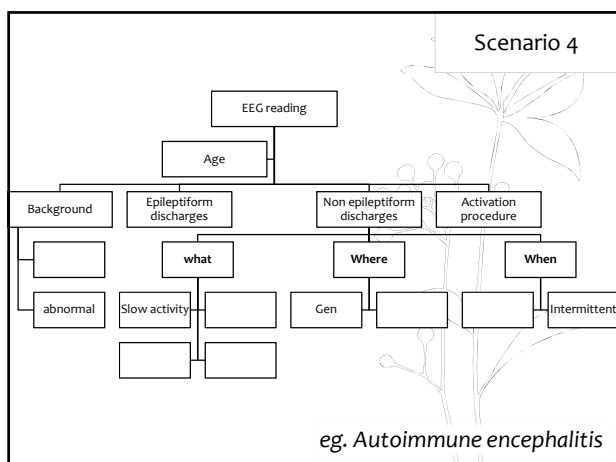 Scenario 4
EEG reading
Age
Background
Epileptiform
discharges
Non epileptiform
discharges
Activation
procedure
what
Where
When
abnormal
Slow activity
Gen
Intermittent
eg. Autoimmune encephalitis